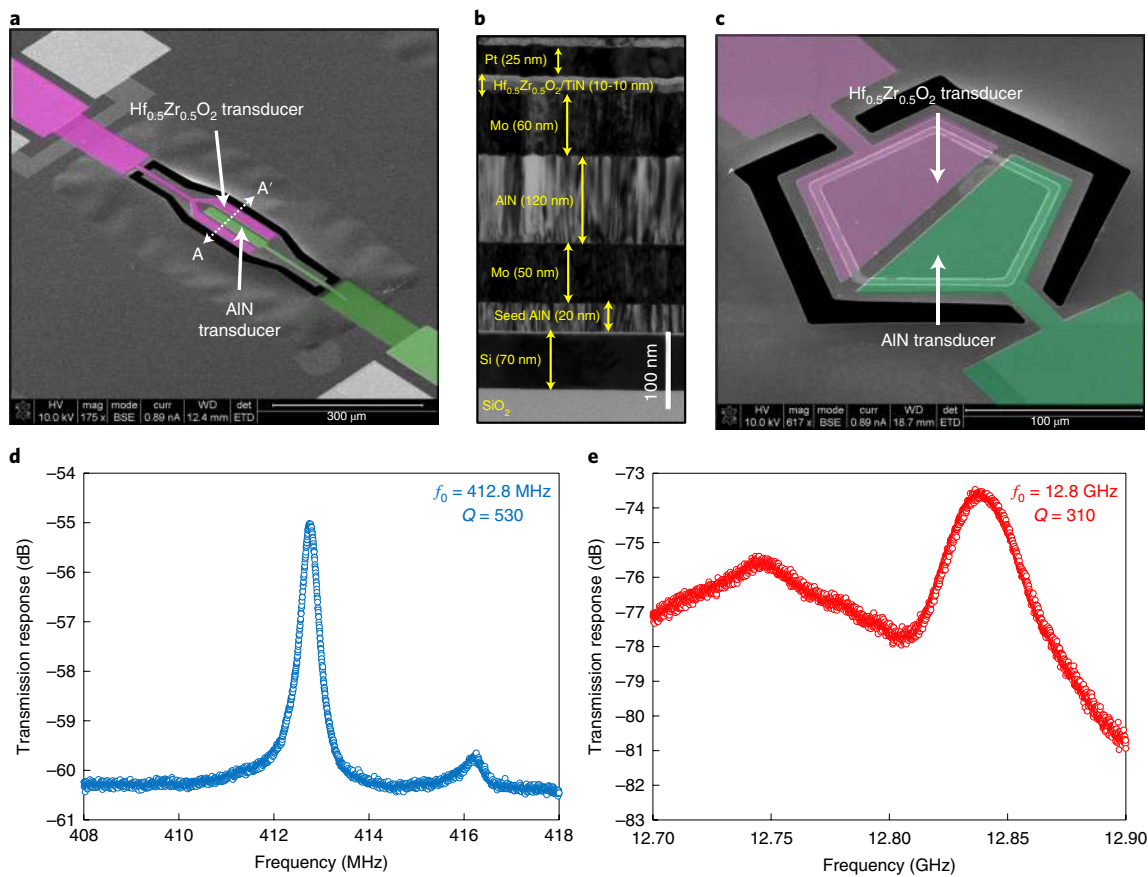 a
Hf0.5Zr0.5O2 transducer
A′
A
AlN
transducer
HV mag mode curr WD det
10.0 kV 175 x BSE 0.89 nA 12.4 mm ETD
300 µm
b
Pt (25 nm)
Hf0.5Zr0.5O2/TiN (10-10 nm)
Mo (60 nm)
AlN (120 nm)
Mo (50 nm)
Seed AlN (20 nm)
Si (70 nm)
100 nm
SiO2
c
Hf0.5Zr0.5O2
transducer
AlN transducer
HV mag mode curr WD det
10.0 kV 617 x BSE 0.89 nA 18.7 mm ETD
100 µm
d
f0 = 412.8 MHz
Q = 530
Transmission response (dB)
–54
–55
–56
–57
–58
–59
–60
–61
408 410 412 414 416 418
Frequency (MHz)
e
f0 = 12.8 GHz
Q = 310
Transmission response (dB)
–73
–74
–75
–76
–77
–78
–79
–80
–81
–82
–83
12.70 12.75 12.80 12.85 12.90
Frequency (GHz)